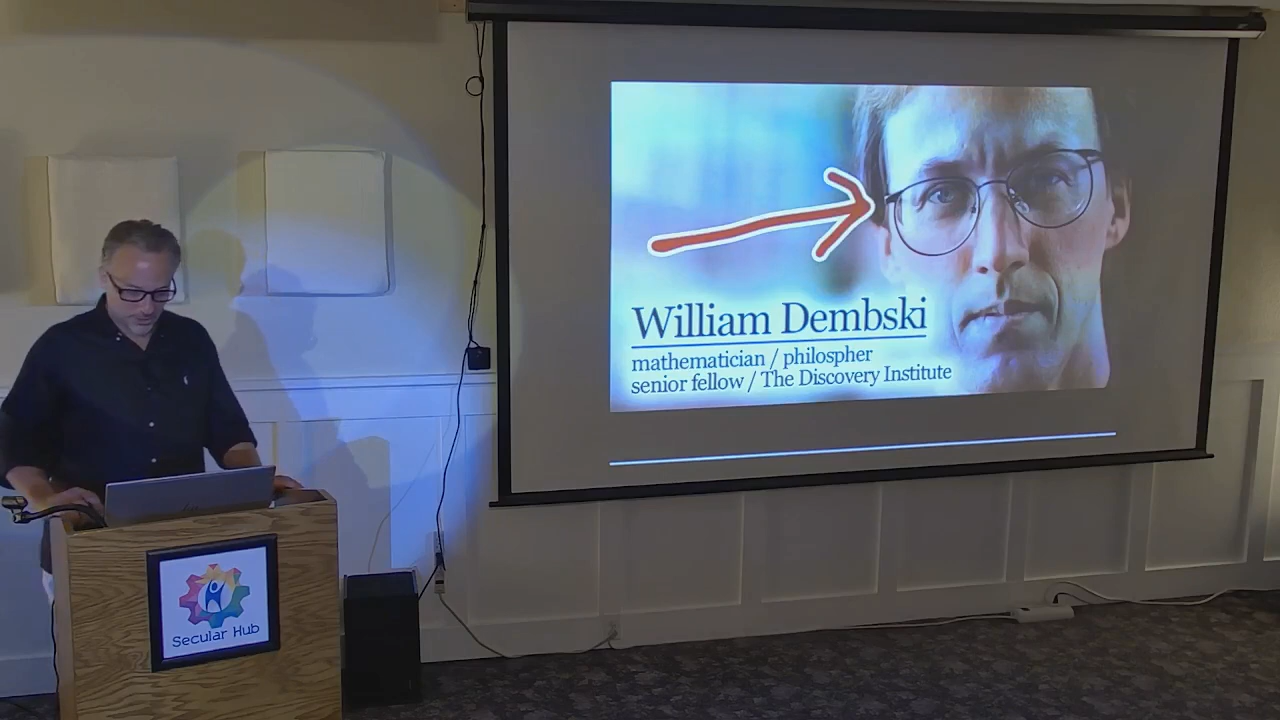 William Dembski
mathematician / philospher
senior fellow / The Discovery Institute
Secular Hub